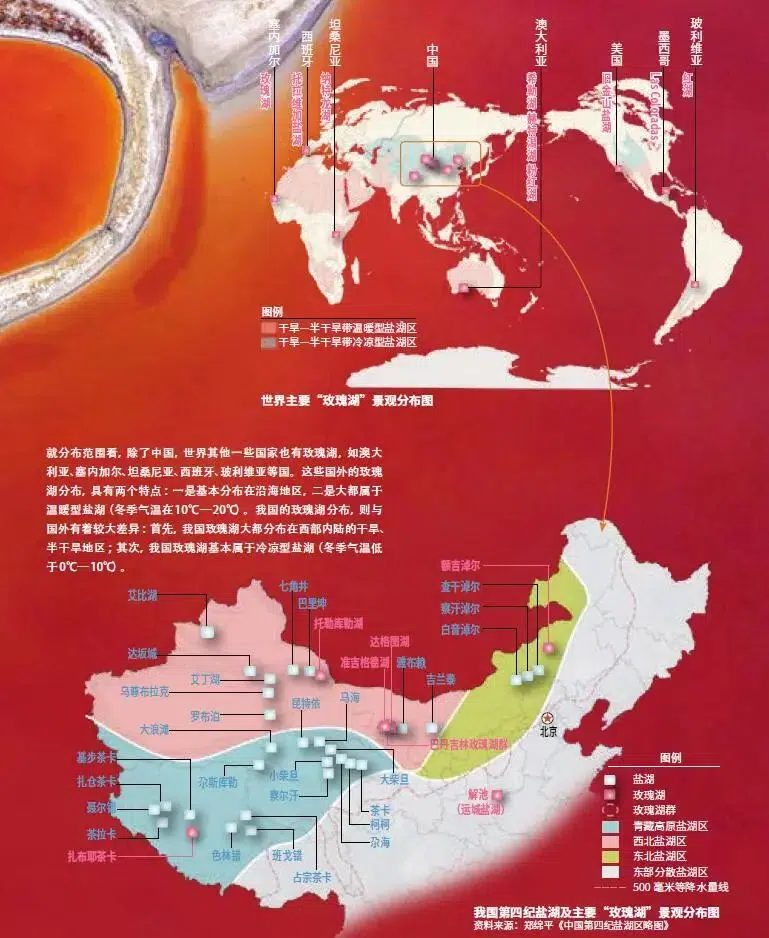 塞内加尔
玫瑰湖
西班牙
托拉维加盐湖
坦桑尼亚
纳特龙湖
中国
澳大利亚
希勒湖 赫特潟湖 粉红湖
美国
旧金山盐湖
墨西哥
Las Coloradas
玻利维亚
红湖
图例
干旱—半干旱带温暖型盐湖区
干旱—半干旱带冷凉型盐湖区
世界主要“玫瑰湖”景观分布图
就分布范围看，除了中国，世界其他一些国家也有玫瑰湖，如澳大
利亚、塞内加尔、坦桑尼亚、西班牙、玻利维亚等国。这些国外的玫瑰
湖分布，具有两个特点：一是基本分布在沿海地区，二是大都属于
温暖型盐湖（冬季气温在10℃—20℃）。我国的玫瑰湖分布，则与
国外有着较大差异：首先，我国玫瑰湖大都分布在西部内陆的干旱、
半干旱地区；其次，我国玫瑰湖基本属于冷凉型盐湖（冬季气温低
于0℃—10℃）。
艾比湖
七角井
巴里坤
托勒库勒湖
额吉淖尔
查干淖尔
察汗淖尔
白音淖尔
达坂城
艾丁湖
乌尊布拉克
罗布泊
大浪滩
达格图湖
准吉格德湖
雅布赖
吉兰泰
昆特依
马海
巴丹吉林玫瑰湖群
北京
基步茶卡
扎仓茶卡
聂尔错
茶拉卡
扎布耶茶卡
尕斯库勒
小柴旦
察尔汗
大柴旦
茶卡
柯柯
尕海
色林错
班戈错
占宗茶卡
解池
（运城盐湖）
图例
盐湖
玫瑰湖
玫瑰湖群
青藏高原盐湖区
西北盐湖区
东北盐湖区
东部分散盐湖区
500毫米等降水量线
我国第四纪盐湖及主要“玫瑰湖”景观分布图
资料来源：郑绵平《中国第四纪盐湖区略图》